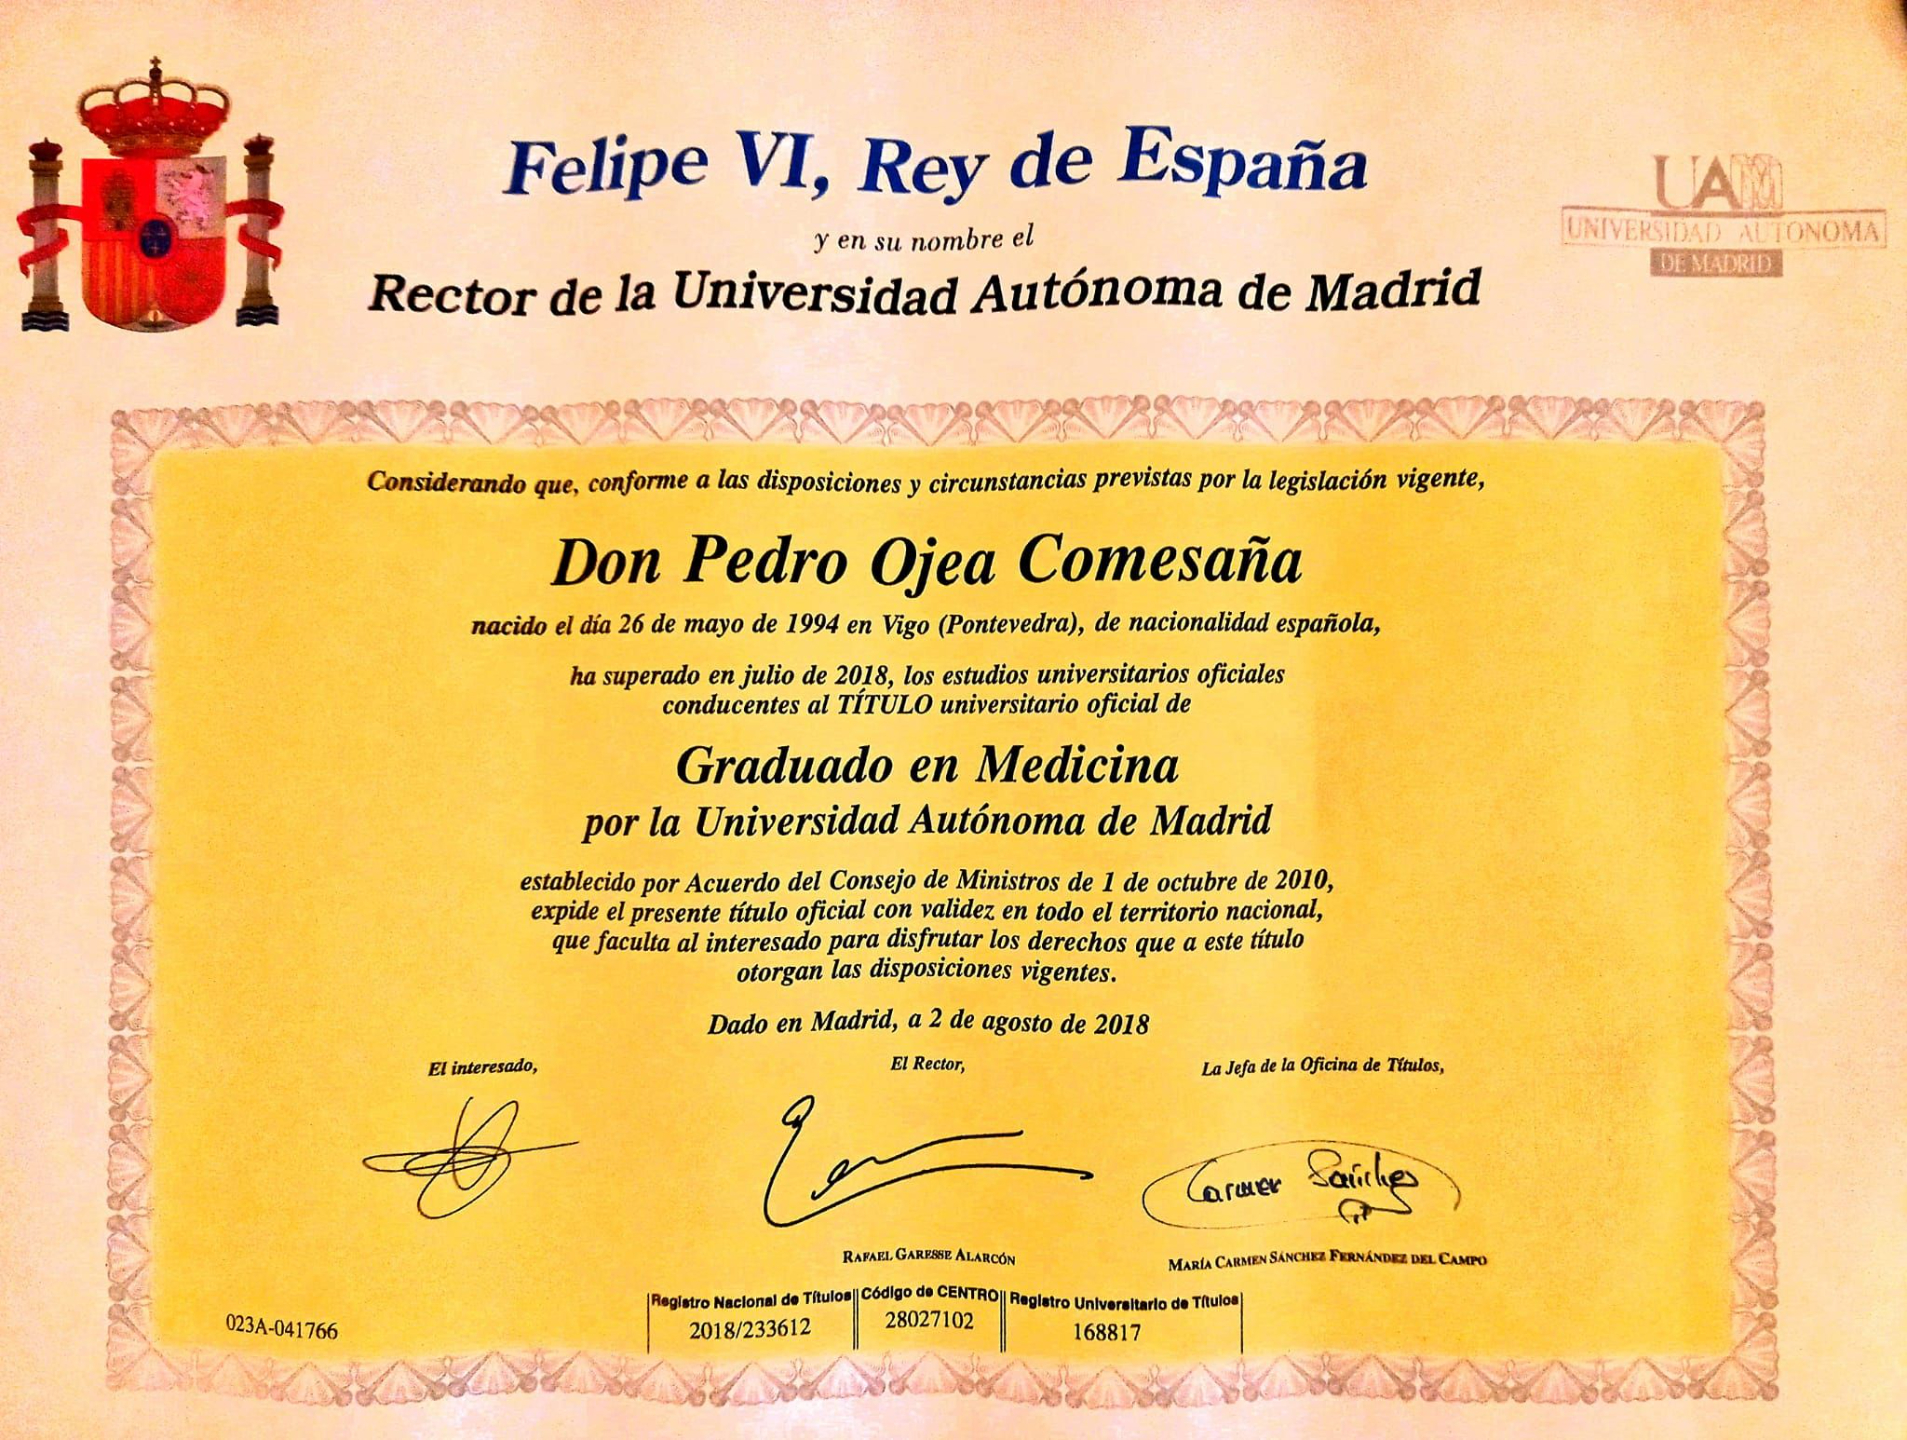 Felipe VI, Rey de España
UAM
UNIVERSIDAD AUTONOMA
DE MADRID
y en su nombre el
Rector de la Universidad Autónoma de Madrid
Considerando que, conforme a las disposiciones y circunstancias previstas por la legislación vigente,
Don Pedro Ojea Comesaña
nacido el día 26 de mayo de 1994 en Vigo (Pontevedra), de nacionalidad española,
ha superado en julio de 2018, los estudios universitarios oficiales
conducentes al TÍTULO universitario oficial de
Graduado en Medicina
por la Universidad Autónoma de Madrid
establecido por Acuerdo del Consejo de Ministros de 1 de octubre de 2010,
expide el presente título oficial con validez en todo el territorio nacional,
que faculta al interesado para disfrutar los derechos que a este título
otorgan las disposiciones vigentes.
Dado en Madrid, a 2 de agosto de 2018
El interesado,
El Rector,
La Jefa de la Oficina de Títulos,
Carmen Sánchez
RAFAEL GARESSE ALARCÓN
MARÍA CARMEN SÁNCHEZ FERNÁNDEZ DEL CAMPO
023A-041766
Registro Nacional de Títulos
2018/233612
Código de CENTRO
28027102
Registro Universitario de Títulos
168817